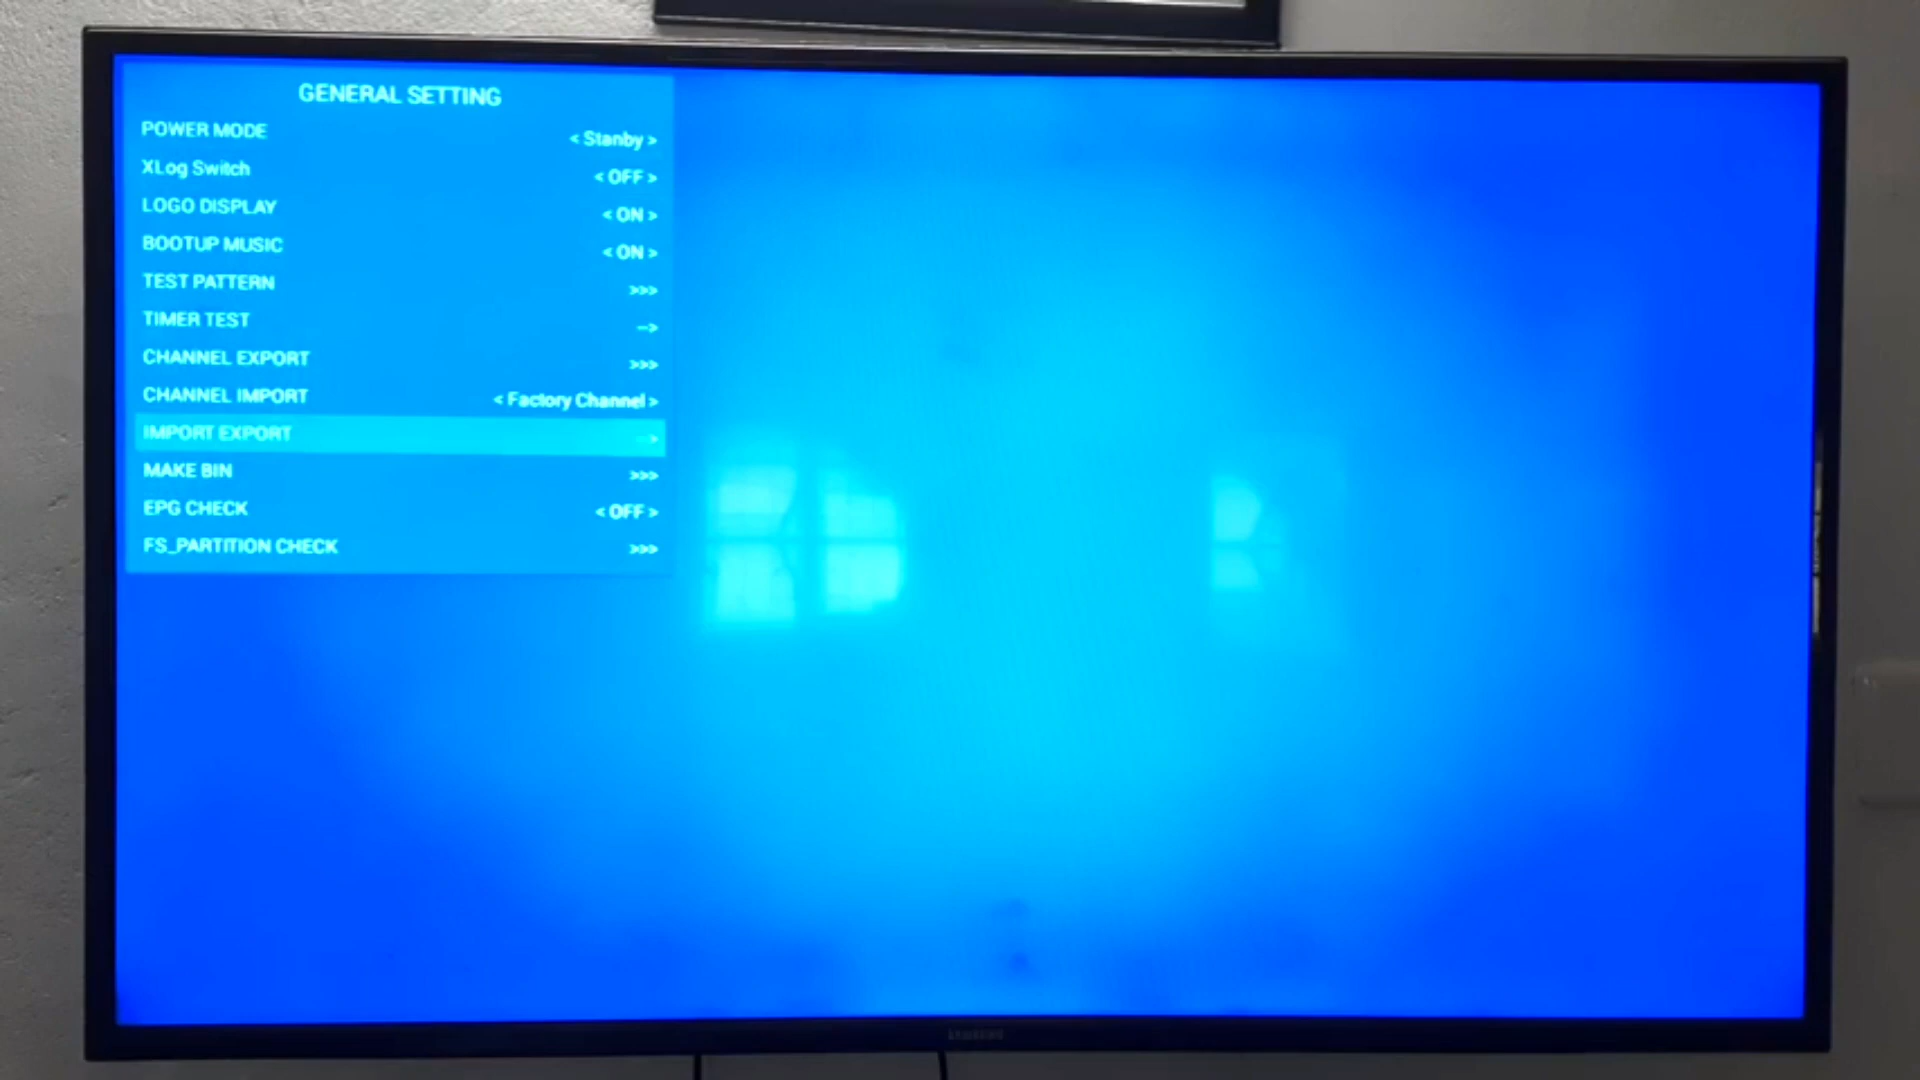 GENERAL SETTING
POWER MODE < Stanby >
XLog Switch < OFF >
LOGO DISPLAY < ON >
BOOTUP MUSIC < ON >
TEST PATTERN >>>
TIMER TEST -->
CHANNEL EXPORT >>>
CHANNEL IMPORT < Factory Channel >
IMPORT EXPORT -->
MAKE BIN >>>
EPG CHECK < OFF >
FS_PARTITION CHECK >>>